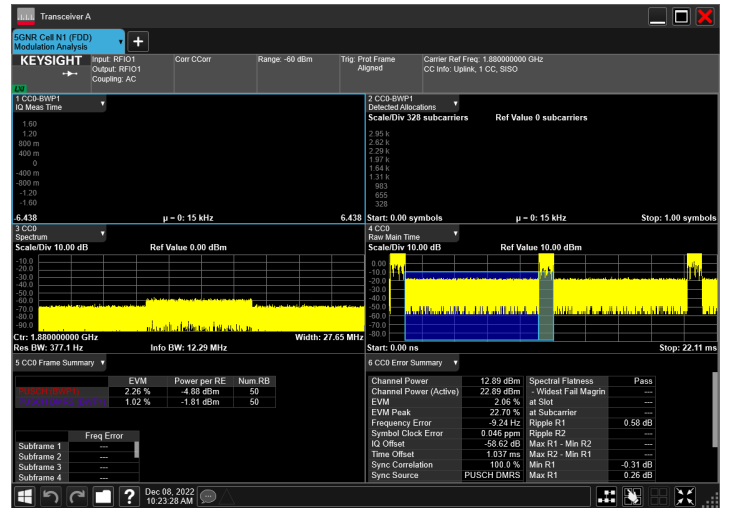 Transceiver A
5GNR Cell N1 (FDD)
Modulation Analysis
KEYSIGHT
LXI
Input: RFIO1
Output: RFIO1
Coupling: AC
Corr CCorr
Range: -60 dBm
Trig: Prot Frame
Aligned
Carrier Ref Freq: 1.880000000 GHz
CC Info: Uplink, 1 CC, SISO
1 CC0-BWP1
IQ Meas Time
1.60
1.20
800 m
400 m
0
-400 m
-800 m
-1.20
-1.60
-6.438
μ = 0: 15 kHz
6.438
2 CC0-BWP1
Detected Allocations
Scale/Div 328 subcarriers Ref Value 0 subcarriers
2.95 k
2.62 k
2.29 k
1.97 k
1.64 k
1.31 k
983
655
328
Start: 0.00 symbols
μ = 0: 15 kHz
Stop: 1.00 symbols
3 CC0
Spectrum
Scale/Div 10.00 dB Ref Value 0.00 dBm
-10.0
-20.0
-30.0
-40.0
-50.0
-60.0
-70.0
-80.0
-90.0
Ctr: 1.880000000 GHz Width: 27.65 MHz
Res BW: 377.1 Hz Info BW: 12.29 MHz
4 CC0
Raw Main Time
Scale/Div 10.00 dB Ref Value 10.00 dBm
0.00
-10.0
-20.0
-30.0
-40.0
-50.0
-60.0
-70.0
-80.0
Start: 0.00 ns Stop: 22.11 ms
5 CC0 Frame Summary
EVM Power per RE Num.RB
2.26 % -4.88 dBm 50
1.02 % -1.81 dBm 50
Freq Error
Subframe 1 ---
Subframe 2 ---
Subframe 3 ---
Subframe 4 ---
6 CC0 Error Summary
Channel Power 12.89 dBm Spectral Flatness Pass
Channel Power (Active) 22.89 dBm - Widest Fail Magrin ---
EVM 2.06 % at Slot ---
EVM Peak 22.70 % at Subcarrier ---
Frequency Error -9.24 Hz Ripple R1 0.58 dB
Symbol Clock Error 0.046 ppm Ripple R2 ---
IQ Offset -58.62 dB Max R1 - Min R2 ---
Time Offset 1.037 ms Max R2 - Min R1 ---
Sync Correlation 100.0 % Min R1 -0.31 dB
Sync Source PUSCH DMRS Max R1 0.26 dB
Dec 08, 2022
10:23:28 AM